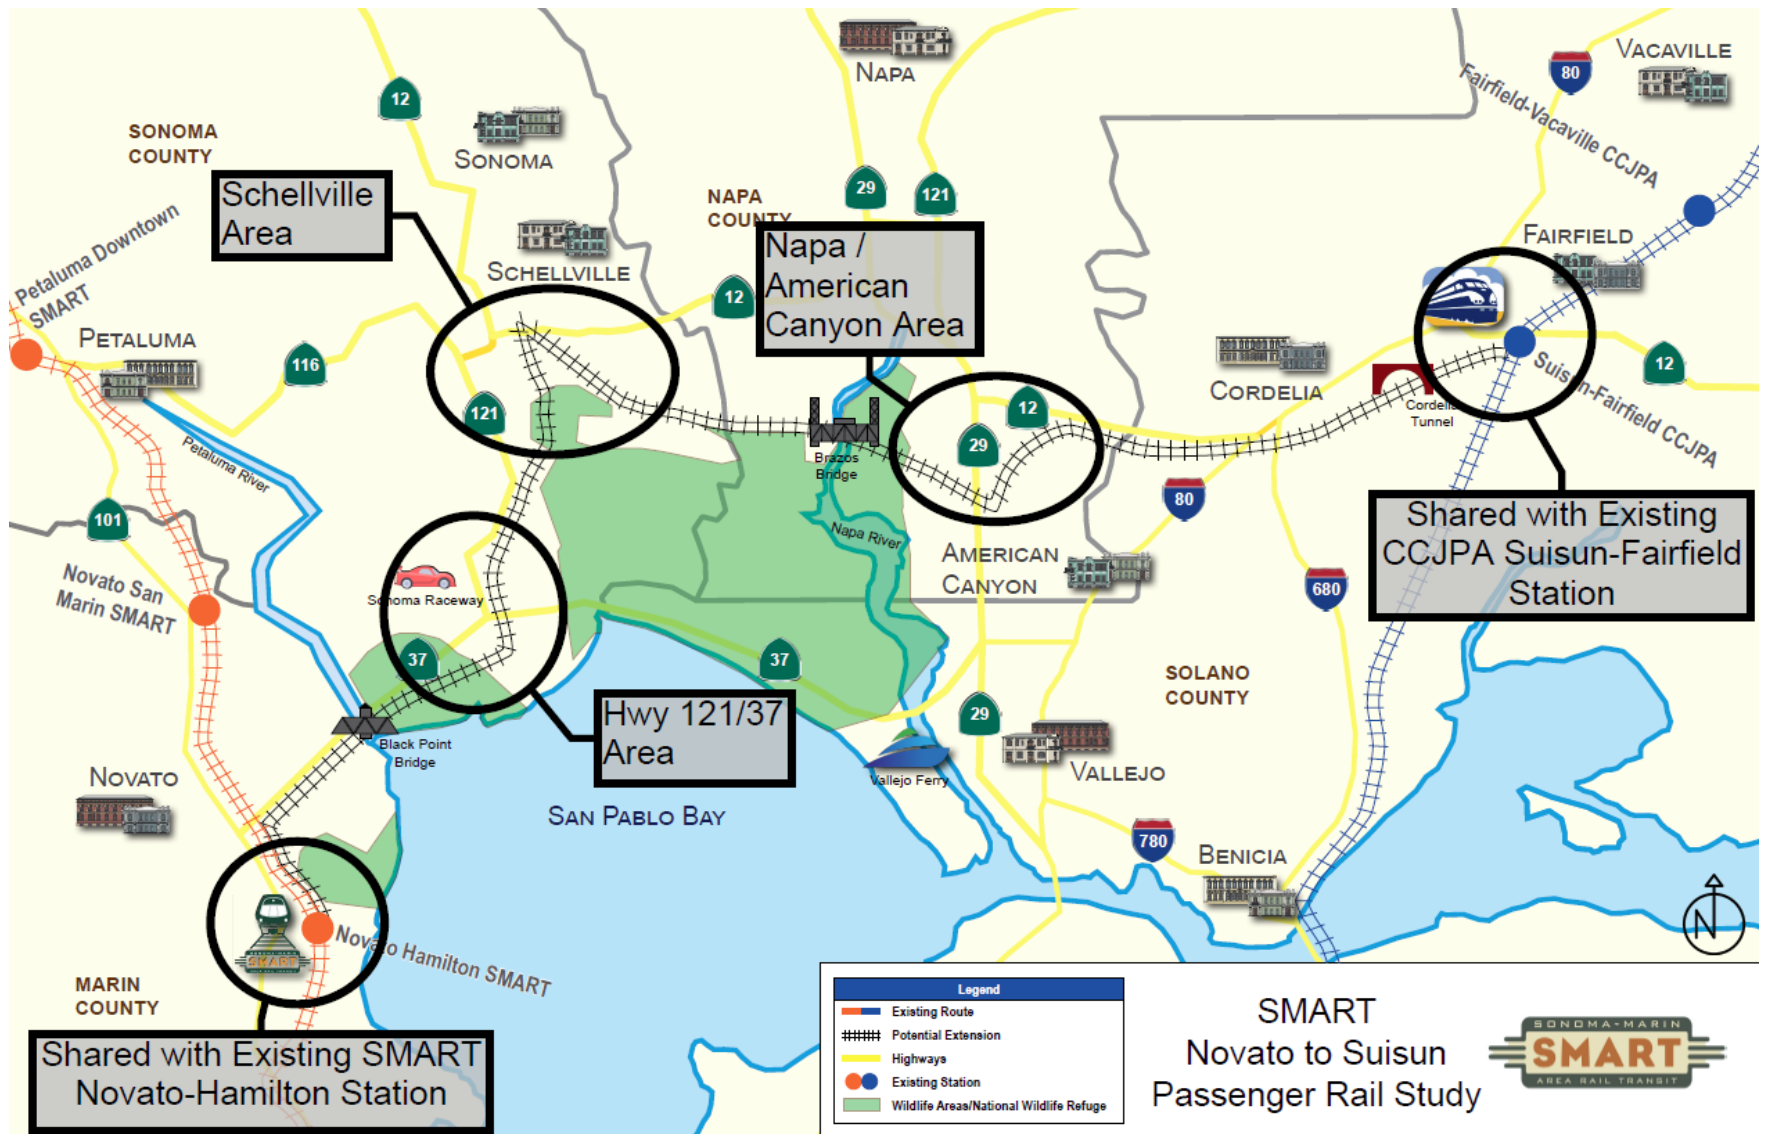 NAPA
VACAVILLE
80
Fairfield-Vacaville CCJPA
12
SONOMA
COUNTY
SONOMA
Schellville
Area
29
121
NAPA
COUNTY
Petaluma Downtown
SMART
Napa /
American
Canyon Area
FAIRFIELD
SCHELLVILLE
12
PETALUMA
116
121
12
29
CORDELIA
Cordelia
Tunnel
12
Suisun-Fairfield CCJPA
Petaluma River
Brazos
Bridge
101
80
Napa River
AMERICAN
CANYON
Shared with Existing
CCJPA Suisun-Fairfield
Station
Novato San
Marin SMART
Sonoma Raceway
680
37
37
SOLANO
COUNTY
Hwy 121/37
Area
29
Black Point
Bridge
NOVATO
Vallejo Ferry
VALLEJO
SAN PABLO BAY
780
BENICIA
SONOMA-MARIN
SMART
Novato Hamilton SMART
N
MARIN
COUNTY
Shared with Existing SMART
Novato-Hamilton Station
Legend
Existing Route
Potential Extension
Highways
Existing Station
Wildlife Areas/National Wildlife Refuge
SMART
Novato to Suisun
Passenger Rail Study
SONOMA-MARIN
SMART
AREA RAIL TRANSIT